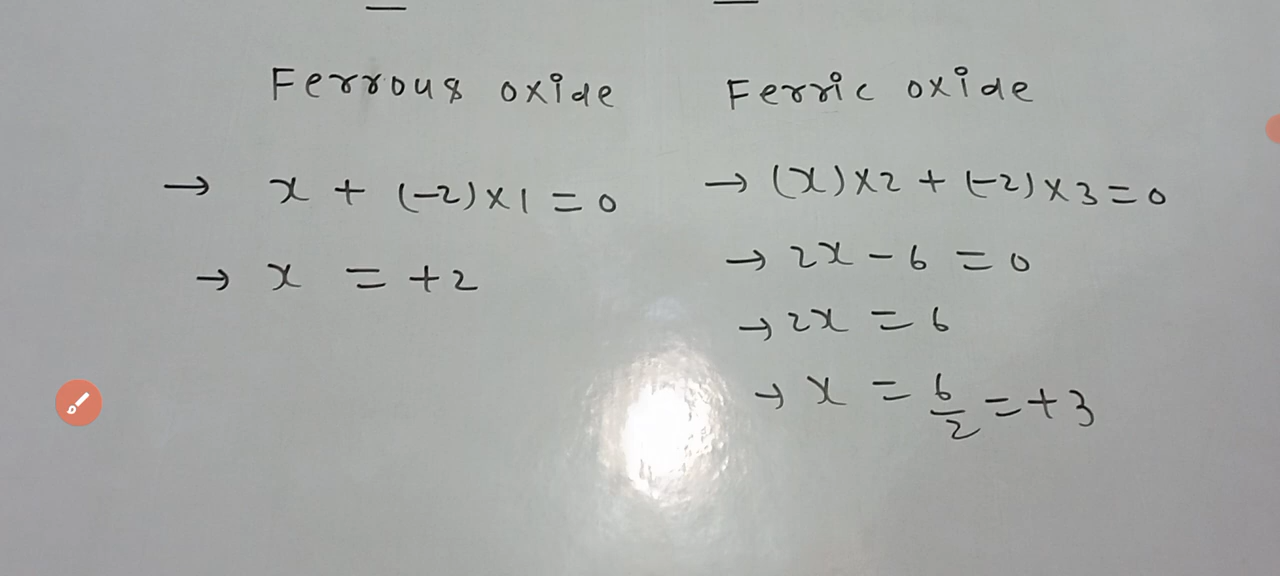 Ferrous oxide
→ x + (-2)×1 = 0
→ x = +2
Ferric oxide
→ (x)×2 + (-2)×3 = 0
→ 2x - 6 = 0
→ 2x = 6
→ x = 6/2 = +3